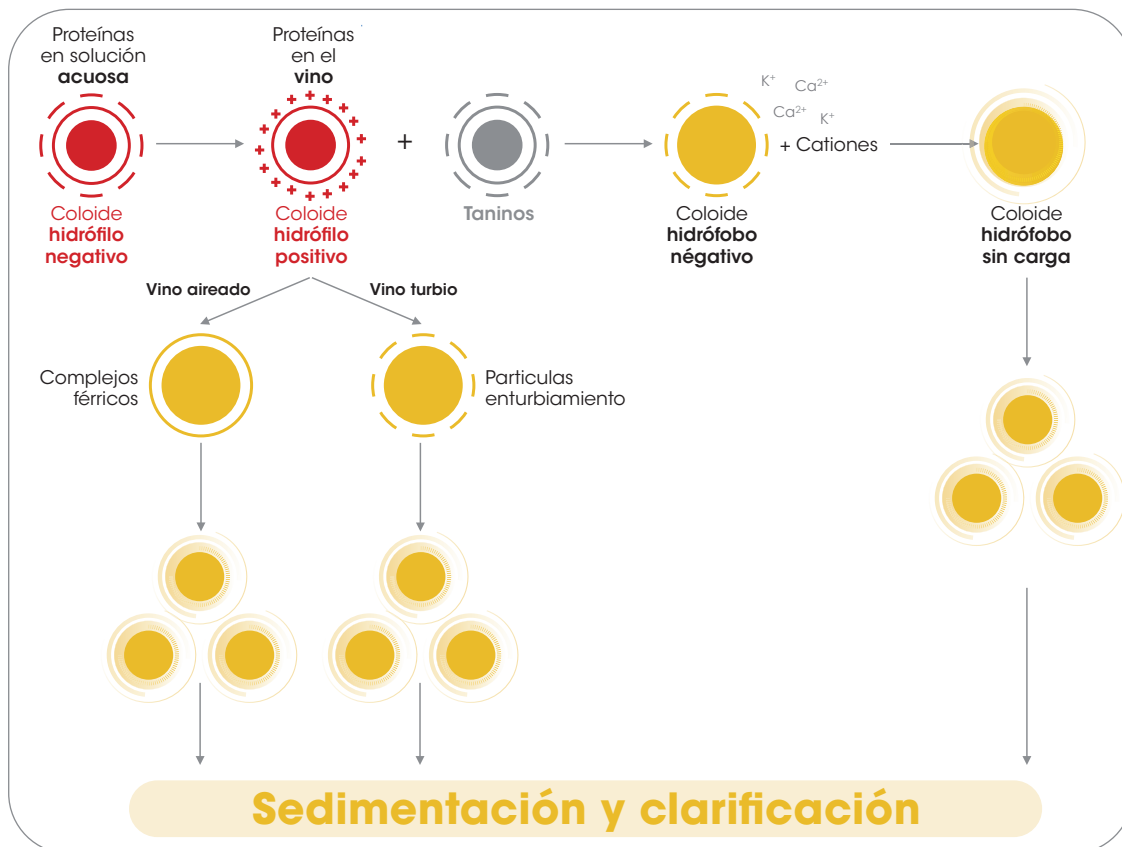 Proteínas
en solución
acuosa
Proteínas
en el
vino
K+
Ca2+
Ca2+
K+
+
+ Cationes
Coloide
hidrófilo
negativo
Coloide
hidrófilo
positivo
Taninos
Coloide
hidrófobo
négativo
Coloide
hidrófobo
sin carga
Vino aireado
Vino turbio
Complejos
férricos
Particulas
enturbiamiento
Sedimentación y clarificación